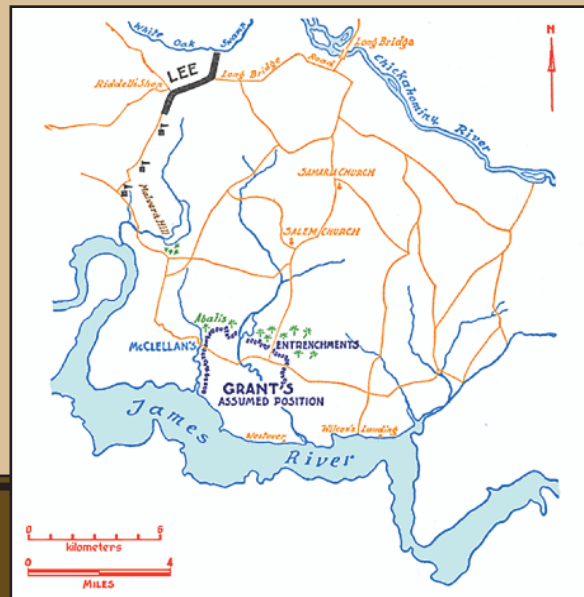 White Oak Swamp
N
Long Bridge
LEE
Long Bridge Road
Riddell's Shop
Chickahominy River
SAMARIA CHURCH
Malvern Hill
SALEM CHURCH
Abatis
McCLELLAN'S
ENTRENCHMENTS
GRANT'S
ASSUMED POSITION
James River
Westover
Wilcox's Landing
0 6
kilometers
0 4
MILES